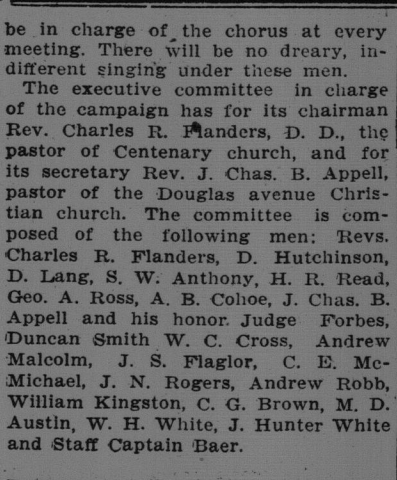 be in charge of the chorus at every
meeting. There will be no dreary, in-
different singing under these men.
The executive committee in charge
of the campaign has for its chairman
Rev. Charles R. Flanders, D. D., the
pastor of Centenary church, and for
its secretary Rev. J. Chas. B. Appell,
pastor of the Douglas avenue Chris-
tian church. The committee is com-
posed of the following men: Revs.
Charles R. Flanders, D. Hutchinson,
D. Lang, S. W. Anthony, H. R. Read,
Geo. A. Ross, A. B. Cohoe, J. Chas. B.
Appell and his honor Judge Forbes,
Duncan Smith W. C. Cross, Andrew
Malcolm, J. S. Flaglor, C. E. Mc-
Michael, J. N. Rogers, Andrew Robb,
William Kingston, C. G. Brown, M. D.
Austin, W. H. White, J. Hunter White
and Staff Captain Baer.